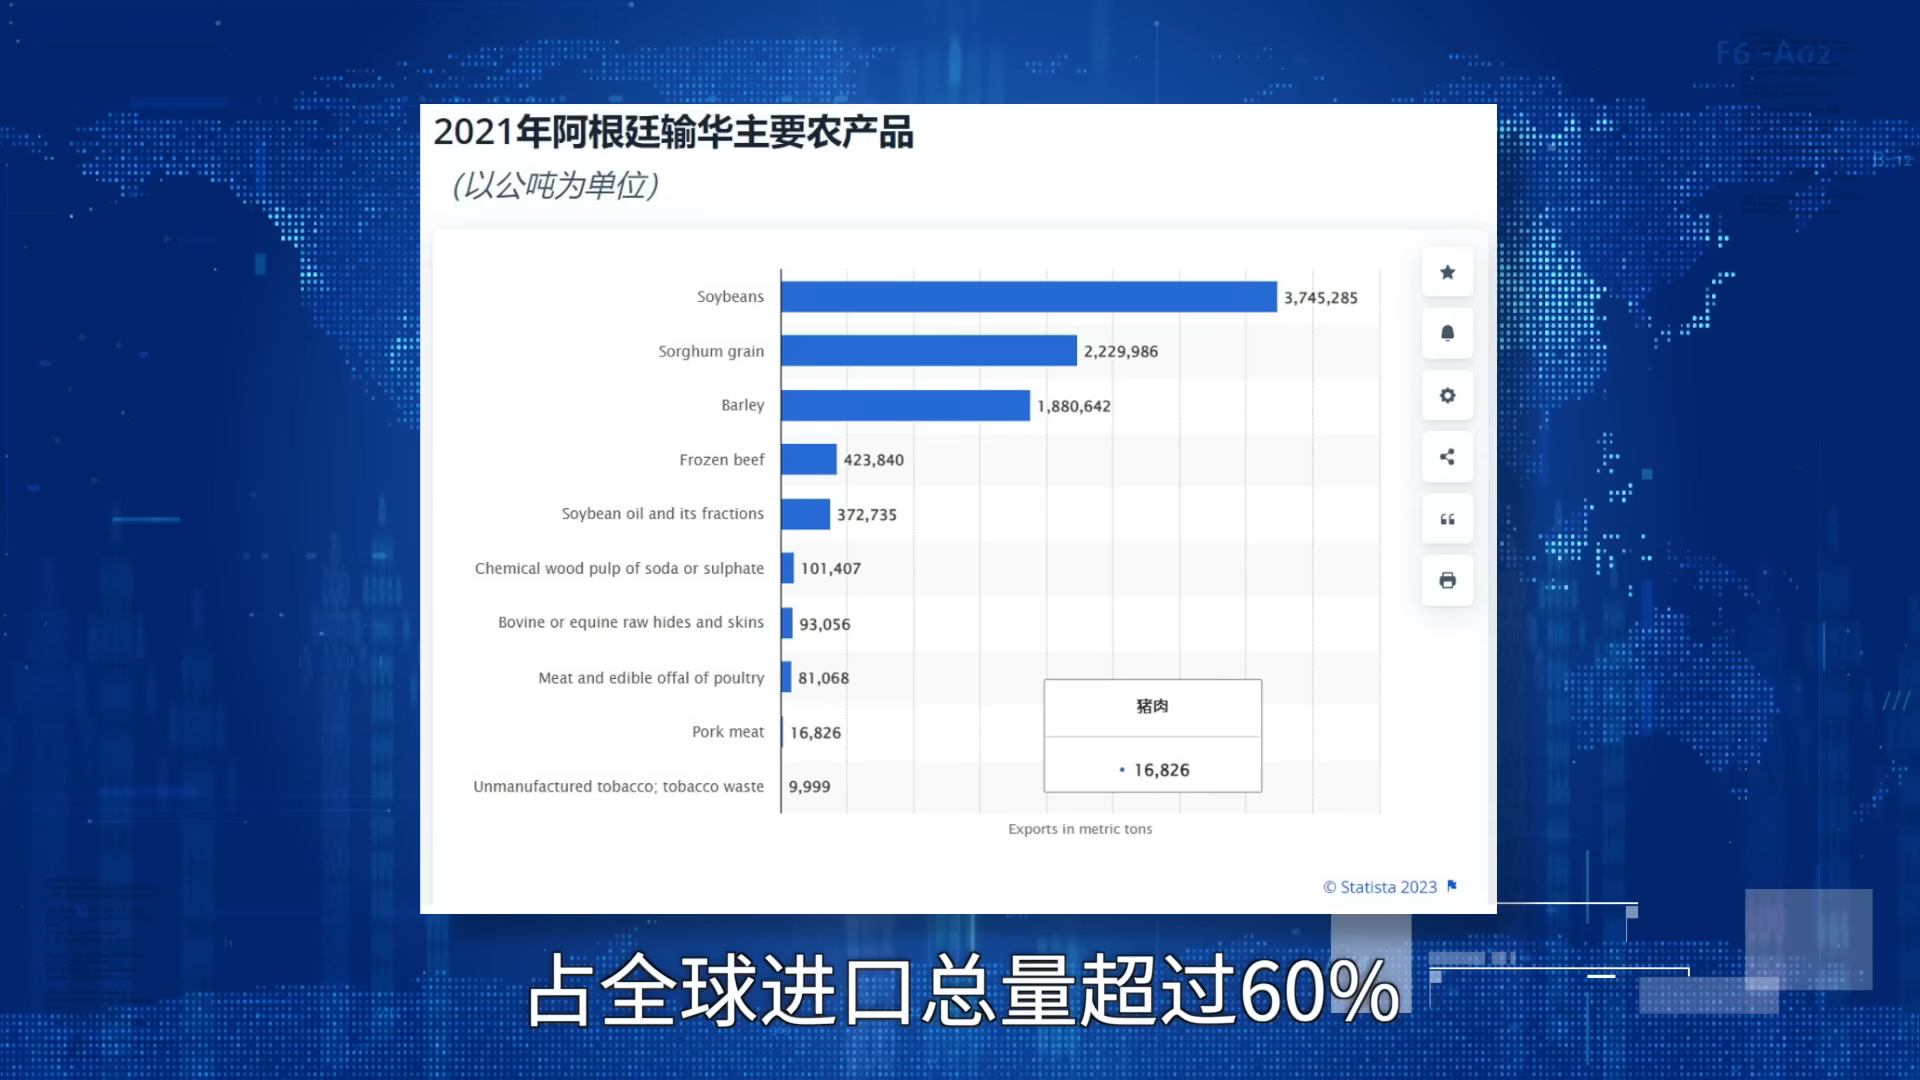 F6-A02
B-12
2021年阿根廷输华主要农产品
(以公吨为单位)
Soybeans 3,745,285
Sorghum grain 2,229,986
Barley 1,880,642
Frozen beef 423,840
Soybean oil and its fractions 372,735
Chemical wood pulp of soda or sulphate 101,407
Bovine or equine raw hides and skins 93,056
Meat and edible offal of poultry 81,068
Pork meat 16,826
Unmanufactured tobacco; tobacco waste 9,999
猪肉
• 16,826
Exports in metric tons
© Statista 2023
占全球进口总量超过60%